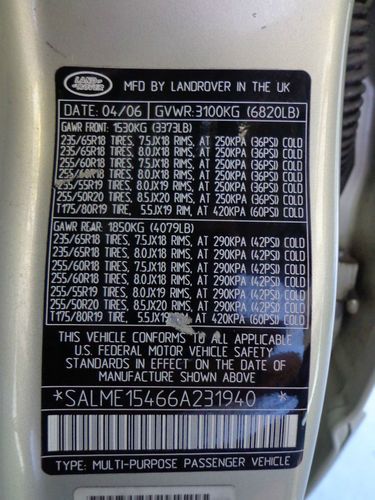 LAND
ROVER
MFD BY LANDROVER IN THE UK
DATE: 04/06 GVWR:3100KG (6820LB)
GAWR FRONT: 1530KG (3373LB)
235/65R18 TIRES, 7.5JX18 RIMS, AT 250KPA (36PSI) COLD
235/65R18 TIRES, 8.0JX18 RIMS, AT 250KPA (36PSI) COLD
255/60R18 TIRES, 7.5JX18 RIMS, AT 250KPA (36PSI) COLD
255/60R18 TIRES, 8.0JX18 RIMS, AT 250KPA (36PSI) COLD
255/55R19 TIRES, 8.0JX19 RIMS, AT 250KPA (36PSI) COLD
255/50R20 TIRES, 8.5JX20 RIMS, AT 250KPA (36PSI) COLD
T175/80R19 TIRE, 5.5JX19 RIM, AT 420KPA (60PSI) COLD
GAWR REAR: 1850KG (4079LB)
235/65R18 TIRES, 7.5JX18 RIMS, AT 290KPA (42PSI) COLD
235/65R18 TIRES, 8.0JX18 RIMS, AT 290KPA (42PSI) COLD
255/60R18 TIRES, 7.5JX18 RIMS, AT 290KPA (42PSI) COLD
255/60R18 TIRES, 8.0JX18 RIMS, AT 290KPA (42PSI) COLD
255/55R19 TIRES, 8.0JX19 RIMS, AT 290KPA (42PSI) COLD
255/50R20 TIRES, 8.5JX20 RIMS, AT 290KPA (42PSI) COLD
T175/80R19 TIRE, 5.5JX19 AT 420KPA (60PSI) COLD
THIS VEHICLE CONFORMS TO ALL APPLICABLE
U.S. FEDERAL MOTOR VEHICLE SAFETY
STANDARDS IN EFFECT ON THE DATE OF
MANUFACTURE SHOWN ABOVE
*SALME15466A231940 *
TYPE: MULTI-PURPOSE PASSENGER VEHICLE